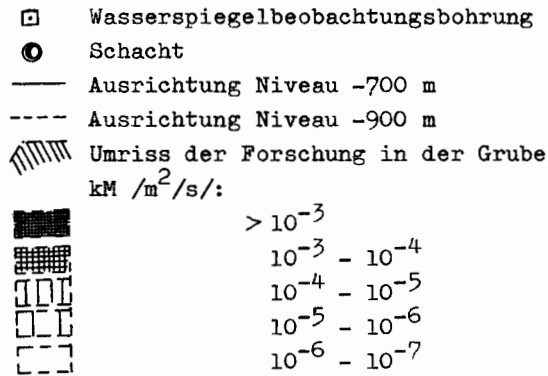 Wasserspiegelbeobachtungsbohrung
Schacht
Ausrichtung Niveau -700 m
Ausrichtung Niveau -900 m
Umriss der Forschung in der Grube
kM /m²/s/:
> 10⁻³
10⁻³ - 10⁻⁴
10⁻⁴ - 10⁻⁵
10⁻⁵ - 10⁻⁶
10⁻⁶ - 10⁻⁷